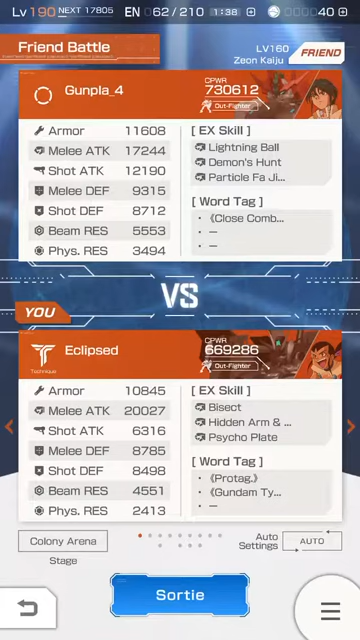 Lv 190 NEXT 17805 EN 062/210 1:38 40
Friend Battle
LV160
Zeon Kaiju
FRIEND
Gunpla_4
CPWR
730612
Out-Fighter
Armor 11608
Melee ATK 17244
Shot ATK 12190
Melee DEF 9315
Shot DEF 8712
Beam RES 5553
Phys. RES 3494
[ EX Skill ]
Lightning Ball
Demon's Hunt
Particle Fa Ji...
[ Word Tag ]
・《Close Comb...
・ —
・ —
VS
YOU
Technique
Eclipsed
CPWR
669286
Out-Fighter
Armor 10845
Melee ATK 20027
Shot ATK 6316
Melee DEF 8785
Shot DEF 8498
Beam RES 4551
Phys. RES 2413
[ EX Skill ]
Bisect
Hidden Arm & ...
Psycho Plate
[ Word Tag ]
・《Protag.》
・《Gundam Ty...
・ —
Colony Arena
Stage
Auto
Settings
AUTO
Sortie